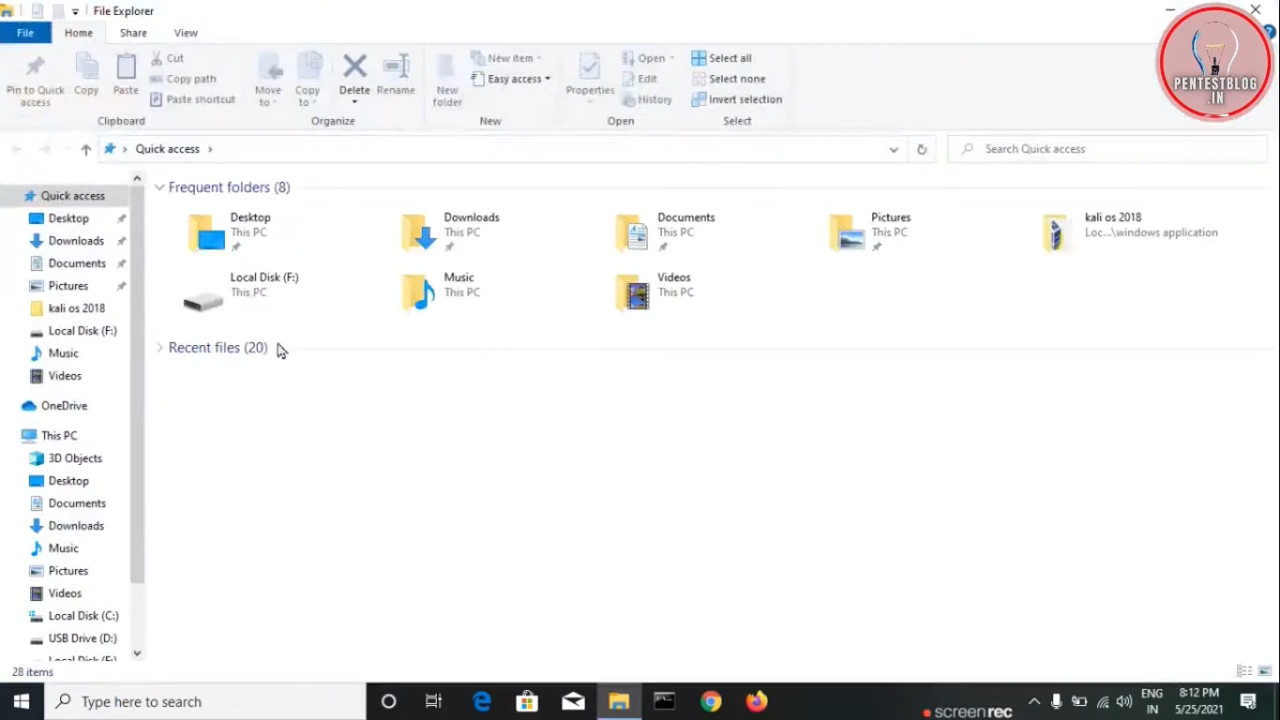 File Explorer
File Home Share View
Pin to Quick access
Copy
Paste
Cut
Copy path
Paste shortcut
Clipboard
Move to
Copy to
Delete
Rename
Organize
New folder
New item
Easy access
New
Properties
Open
Edit
History
Open
Select all
Select none
Invert selection
Select
PENTESTBLOG
.IN
Quick access
Search Quick access
Quick access
Desktop
Downloads
Documents
Pictures
kali os 2018
Local Disk (F:)
Music
Videos
OneDrive
This PC
3D Objects
Desktop
Documents
Downloads
Music
Pictures
Videos
Local Disk (C:)
USB Drive (D:)
Frequent folders (8)
Desktop
This PC
Downloads
This PC
Documents
This PC
Pictures
This PC
kali os 2018
Loc...\windows application
Local Disk (F:)
This PC
Music
This PC
Videos
This PC
Recent files (20)
28 items
Type here to search
screenrec
ENG
IN
8:12 PM
5/25/2021